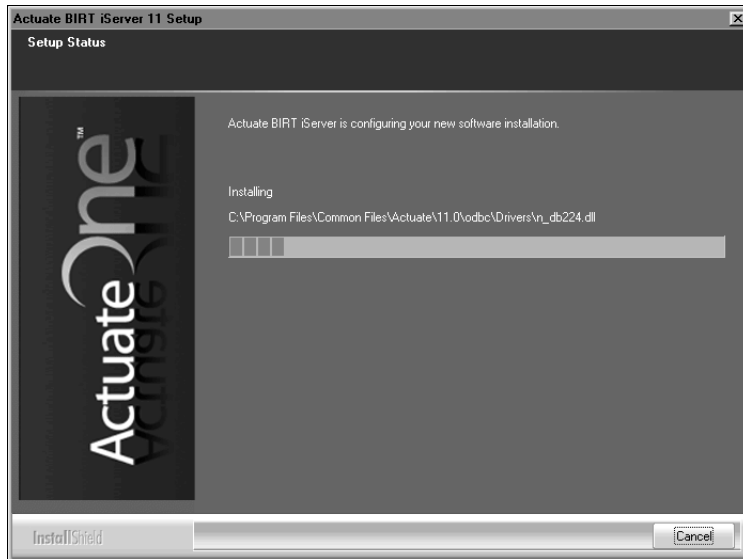 Actuate BIRT iServer 11 Setup
Setup Status
Actuate BIRT iServer is configuring your new software installation.
Installing
C:\Program Files\Common Files\Actuate\11.0\odbc\Drivers\n_db224.dll
ActuateOne™
InstallShield
Cancel